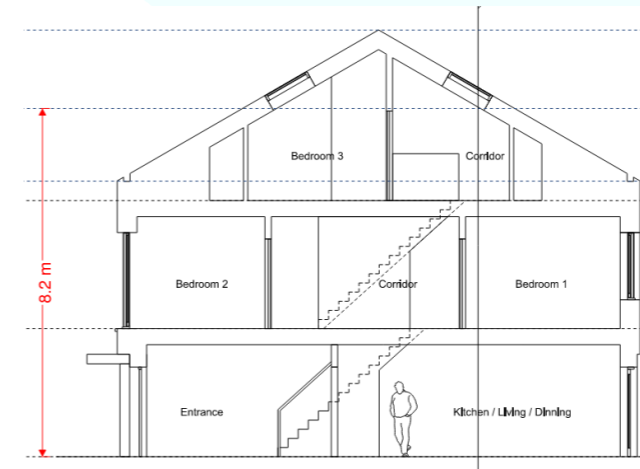 Bedroom 3
Corridor
8.2 m
Bedroom 2
Corridor
Bedroom 1
Entrance
Kitchen / Living / Dinning